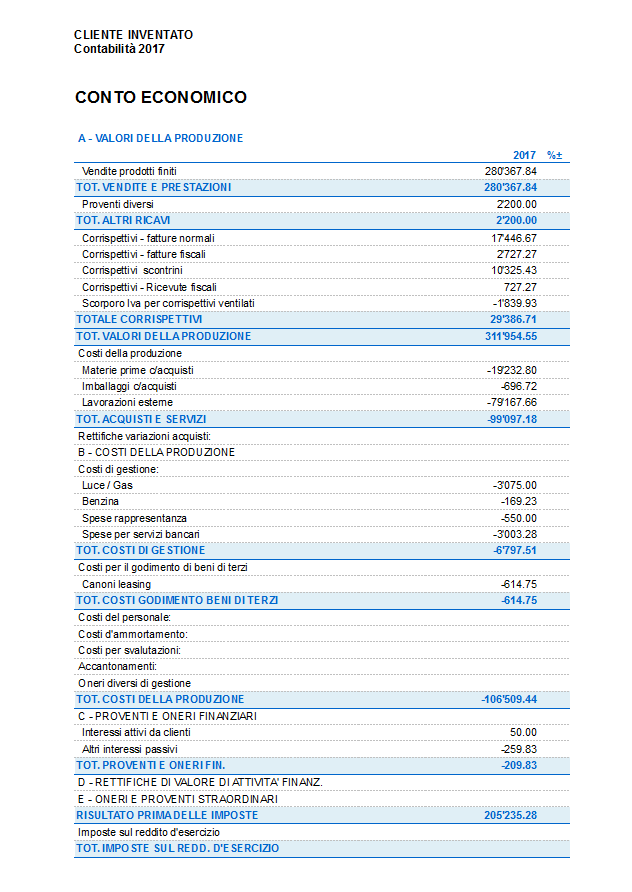 CLIENTE INVENTATO
Contabilità 2017
CONTO ECONOMICO
A - VALORI DELLA PRODUZIONE
2017 %±
Vendite prodotti finiti 280'367.84
TOT. VENDITE E PRESTAZIONI 280'367.84
Proventi diversi 2'200.00
TOT. ALTRI RICAVI 2'200.00
Corrispettivi - fatture normali 17'446.67
Corrispettivi - fatture fiscali 2'727.27
Corrispettivi scontrini 10'325.43
Corrispettivi - Ricevute fiscali 727.27
Scorporo Iva per corrispettivi ventilati -1'839.93
TOTALE CORRISPETTIVI 29'386.71
TOT. VALORI DELLA PRODUZIONE 311'954.55
Costi della produzione
Materie prime c/acquisti -19'232.80
Imballaggi c/acquisti -696.72
Lavorazioni esterne -79'167.66
TOT. ACQUISTI E SERVIZI -99'097.18
Rettifiche variazioni acquisti:
B - COSTI DELLA PRODUZIONE
Costi di gestione:
Luce / Gas -3'075.00
Benzina -169.23
Spese rappresentanza -550.00
Spese per servizi bancari -3'003.28
TOT. COSTI DI GESTIONE -6'797.51
Costi per il godimento di beni di terzi
Canoni leasing -614.75
TOT. COSTI GODIMENTO BENI DI TERZI -614.75
Costi del personale:
Costi d'ammortamento:
Costi per svalutazioni:
Accantonamenti:
Oneri diversi di gestione
TOT. COSTI DELLA PRODUZIONE -106'509.44
C - PROVENTI E ONERI FINANZIARI
Interessi attivi da clienti 50.00
Altri interessi passivi -259.83
TOT. PROVENTI E ONERI FIN. -209.83
D - RETTIFICHE DI VALORE DI ATTIVITA' FINANZ.
E - ONERI E PROVENTI STRAORDINARI
RISULTATO PRIMA DELLE IMPOSTE 205'235.28
Imposte sul reddito d'esercizio
TOT. IMPOSTE SUL REDD. D'ESERCIZIO